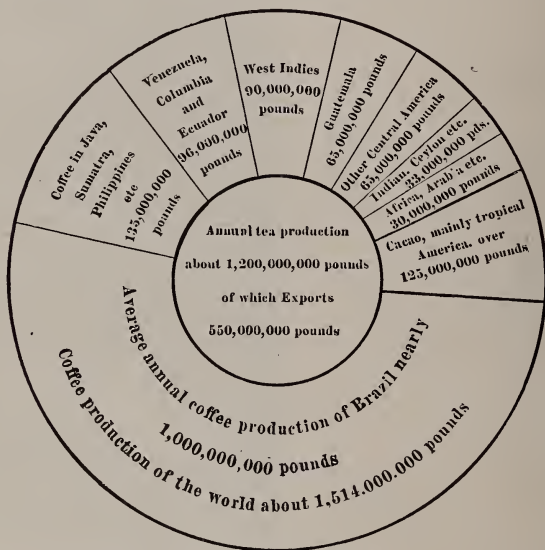 Coffee in Java,
Sumatra,
Philippines
etc
135,000,000
pounds
Venezuela,
Columbia
and
Ecuador
96,000,000
pounds
West Indies
90,000,000
pounds
Guatemala
65,000,000 pounds
Other Central America
65,000,000 pounds
Indian, Ceylon etc.
33,000,000 pds.
Africa, Arab'a etc.
30,000,000 pounds
Cacao, mainly tropical
America. over
125,000,000 pounds
Annual tea production
about 1,200,000,000 pounds
of which Exports
550,000,000 pounds
Average annual coffee production of Brazil nearly
1,000,000,000 pounds
Coffee production of the world about 1,514.000.000 pounds